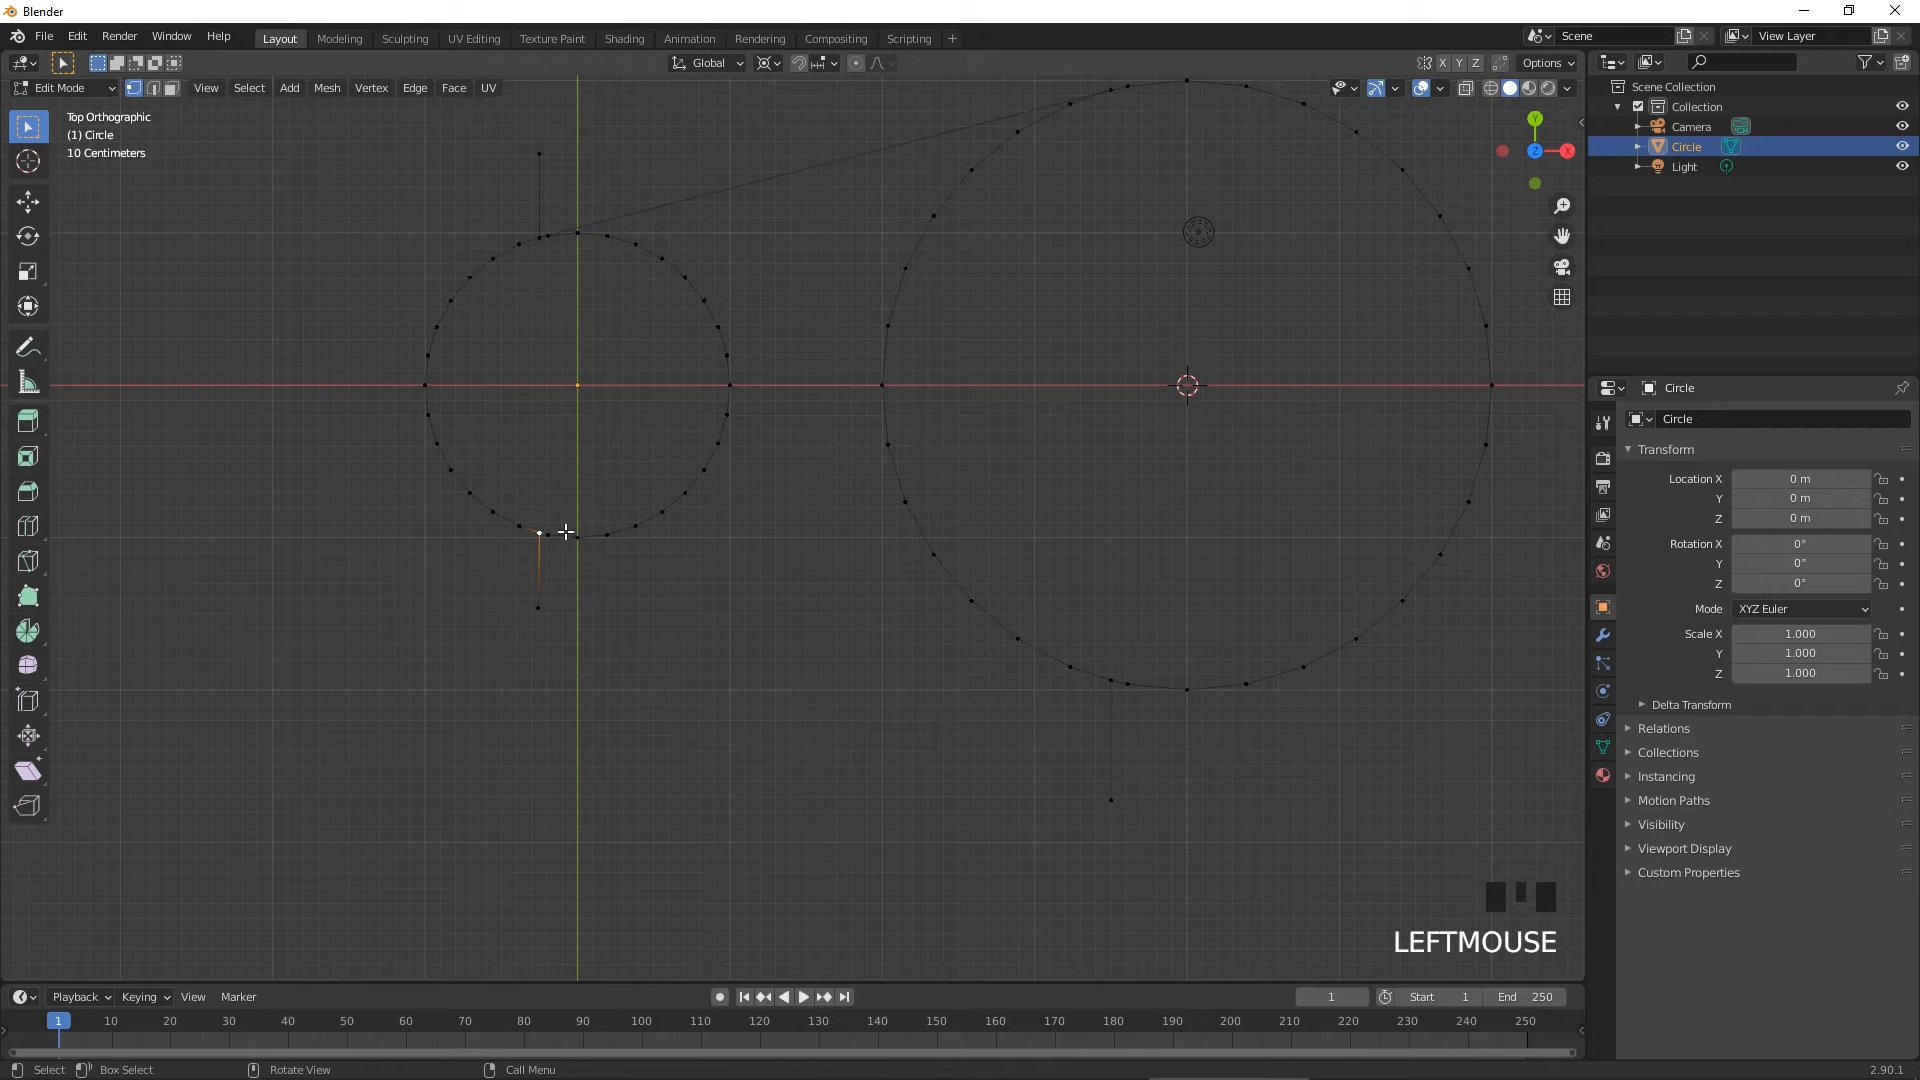 Blender
File Edit Render Window Help
Layout Modeling Sculpting UV Editing Texture Paint Shading Animation Rendering Compositing Scripting +
Scene
View Layer
Global
X Y Z
Options
Edit Mode
View Select Add Mesh Vertex Edge Face UV
Top Orthographic
(1) Circle
10 Centimeters
Y
Z
X
Scene Collection
Collection
Camera
Circle
Light
Circle
Circle
Transform
Location X 0 m
Y 0 m
Z 0 m
Rotation X 0°
Y 0°
Z 0°
Mode XYZ Euler
Scale X 1.000
Y 1.000
Z 1.000
Delta Transform
Relations
Collections
Instancing
Motion Paths
Visibility
Viewport Display
Custom Properties
LEFTMOUSE
Playback Keying View Marker
1
Start 1
End 250
1 10 20 30 40 50 60 70 80 90 100 110 120 130 140 150 160 170 180 190 200 210 220 230 240 250
Select Box Select Rotate View Call Menu
2.90.1